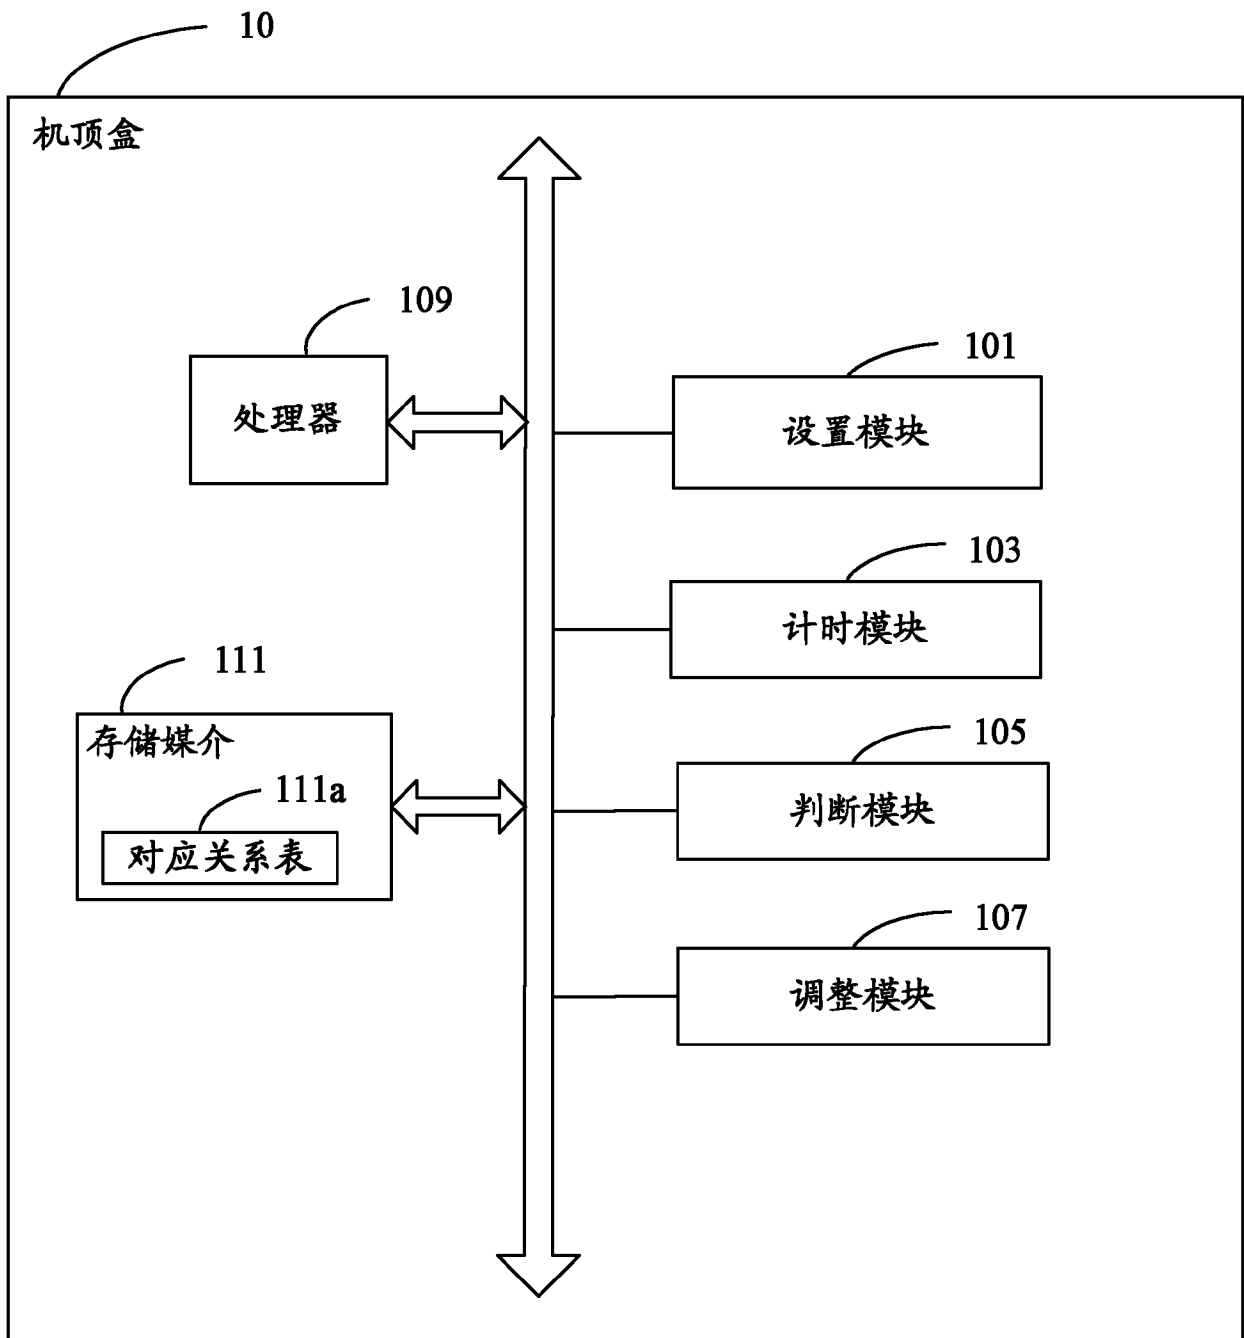 10
机顶盒
109
处理器
101
设置模块
103
计时模块
111
存储媒介
111a
对应关系表
105
判断模块
107
调整模块